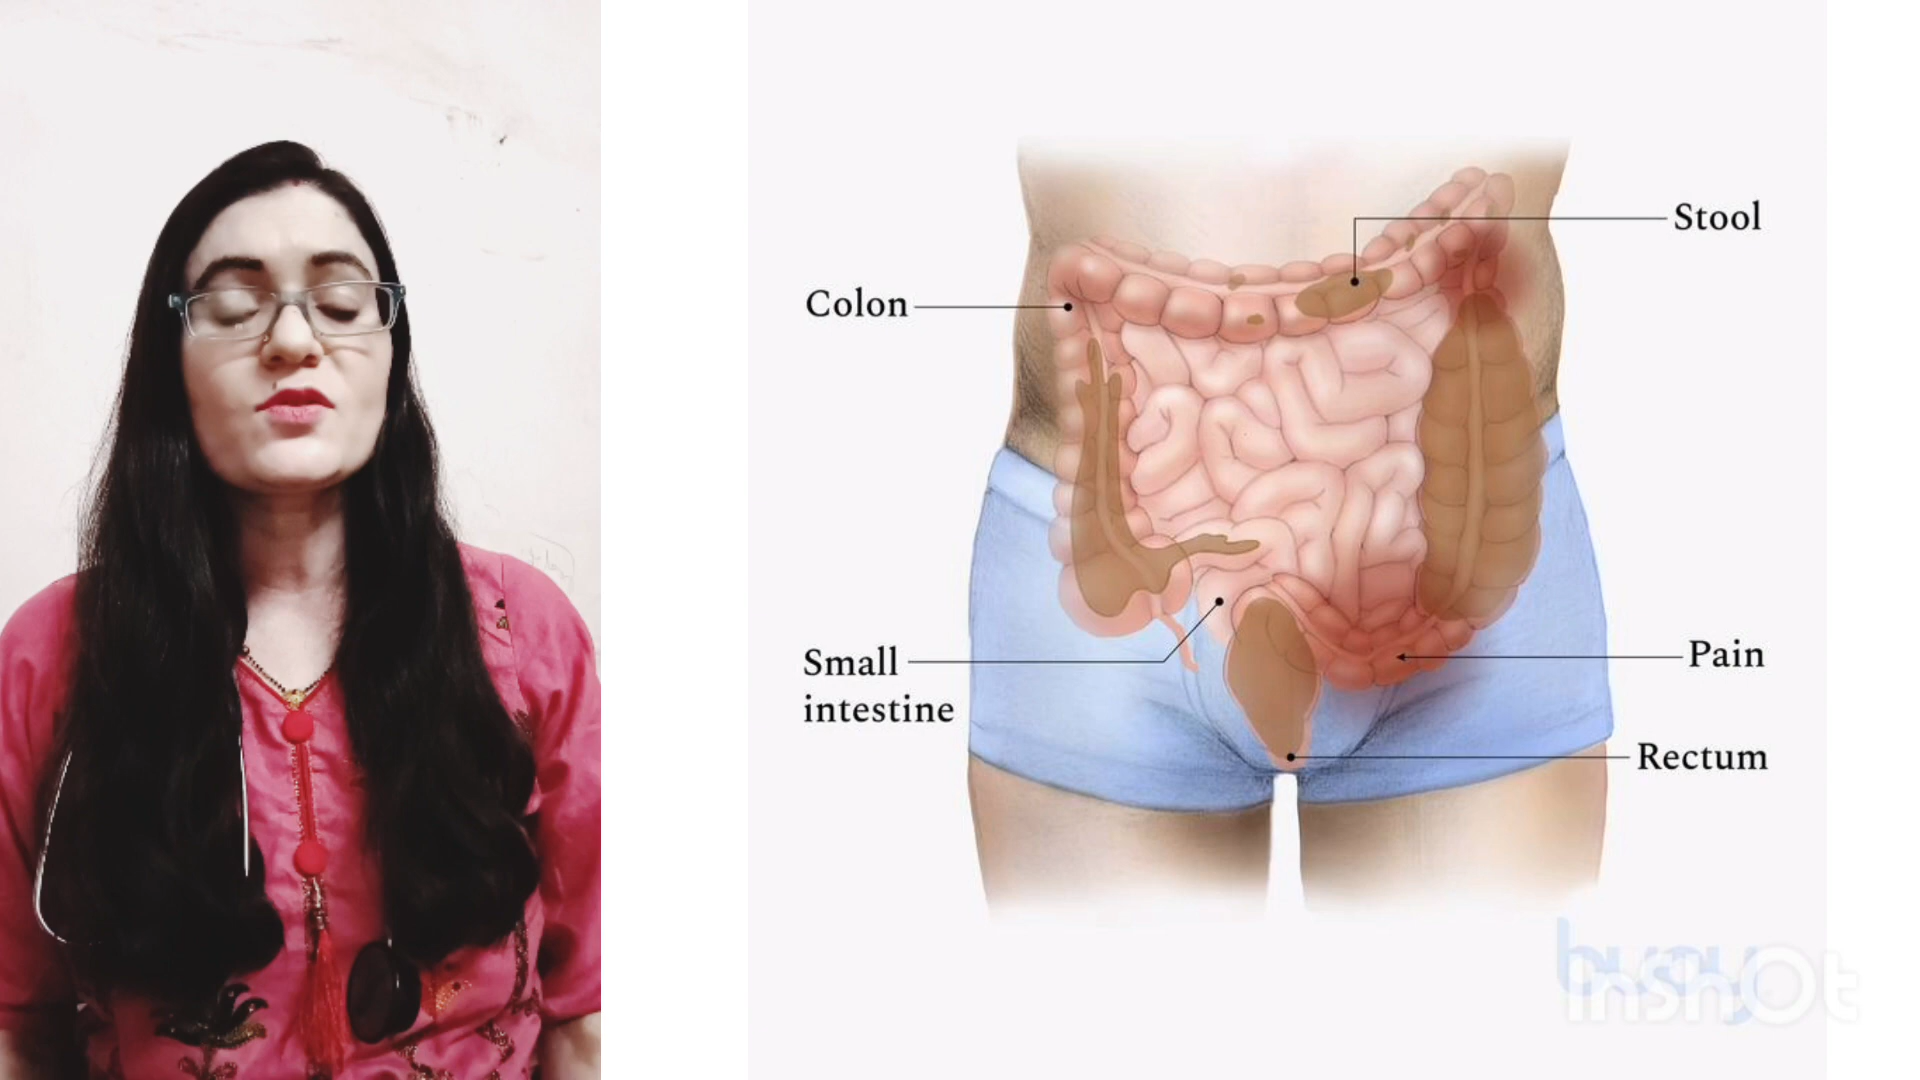 Stool
Colon
Small
intestine
Pain
Rectum
InShOt